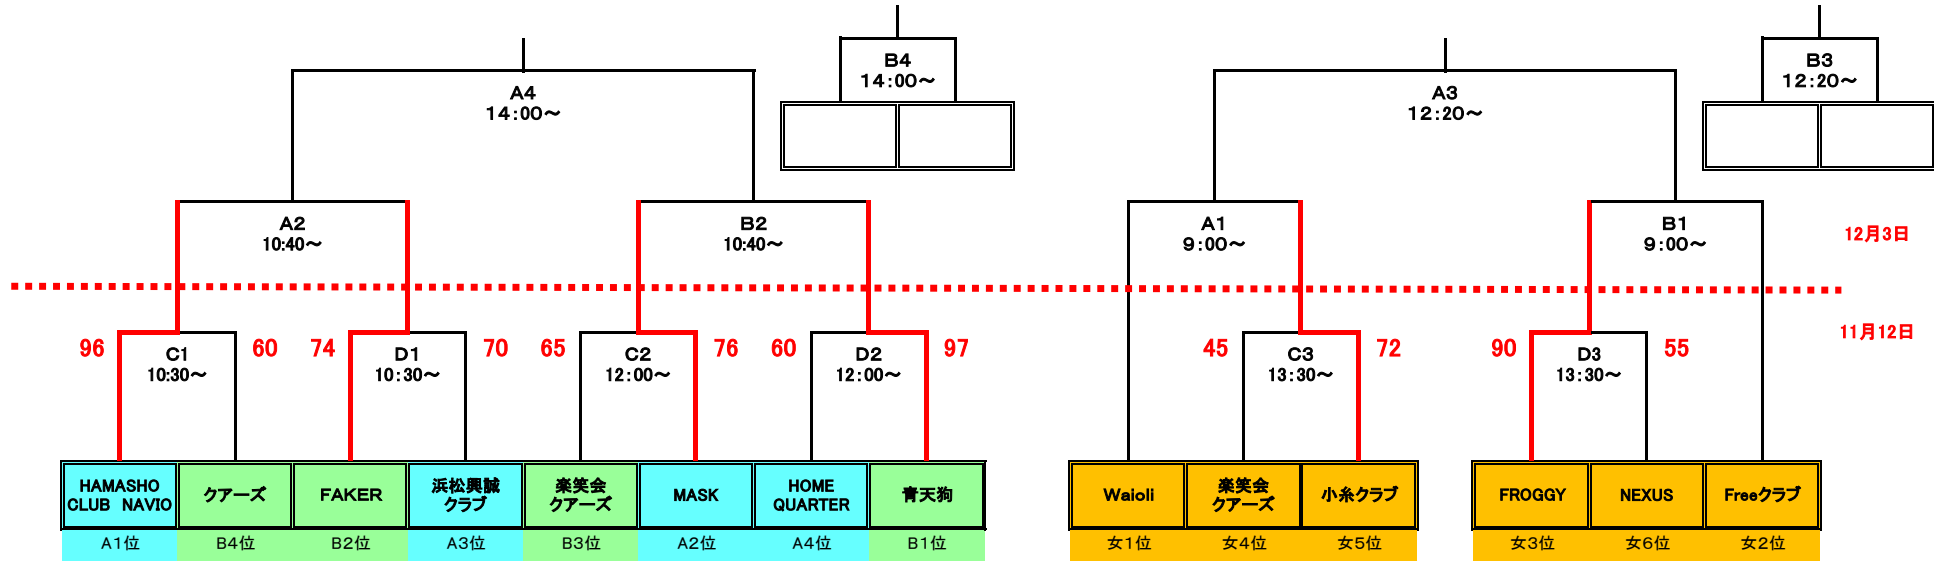 B4
14:00～
B3
12:20～
A4
14:00～
A3
12:20～
A2
10:40～
B2
10:40～
A1
9:00～
B1
9:00～
12月3日
11月12日
96
C1
10:30～
60
74
D1
10:30～
70
65
C2
12:00～
76
60
D2
12:00～
97
45
C3
13:30～
72
90
D3
13:30～
55
HAMASHO
CLUB NAVIO
クアーズ
FAKER
浜松興誠
クラブ
楽笑会
クアーズ
MASK
HOME
QUARTER
青天狗
Waioli
楽笑会
クアーズ
小糸クラブ
FROGGY
NEXUS
Freeクラブ
A1位
B4位
B2位
A3位
B3位
A2位
A4位
B1位
女1位
女4位
女5位
女3位
女6位
女2位